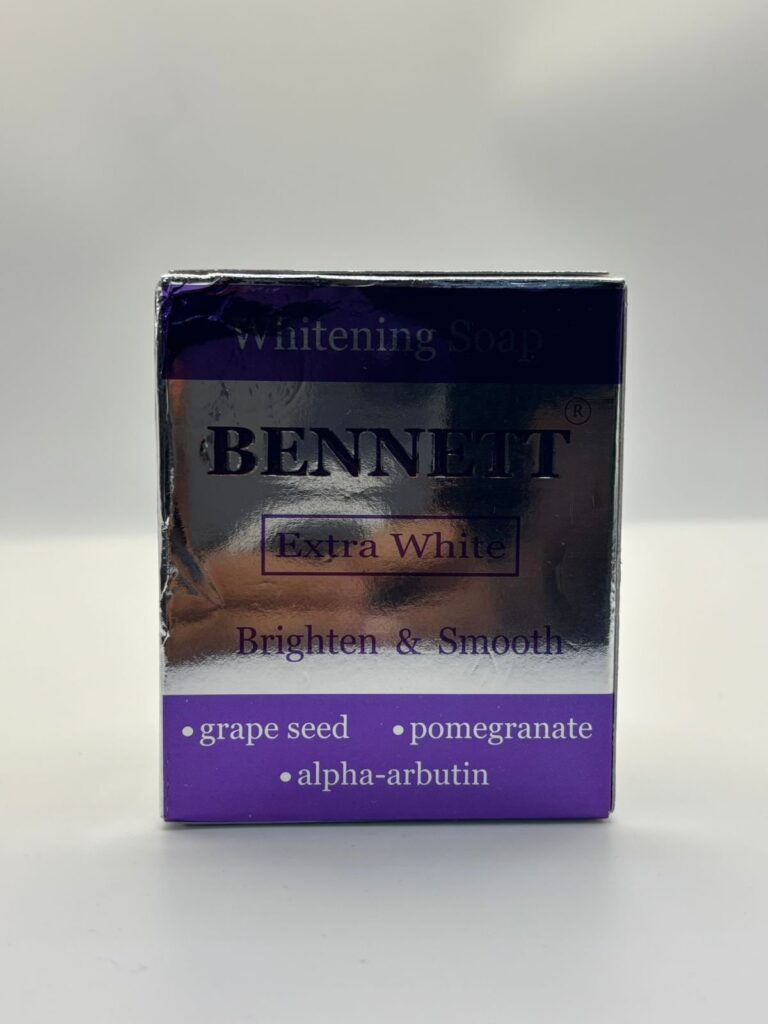 Whitening Soap
BENNETT ®
Extra White
Brighten & Smooth
• grape seed • pomegranate
• alpha-arbutin